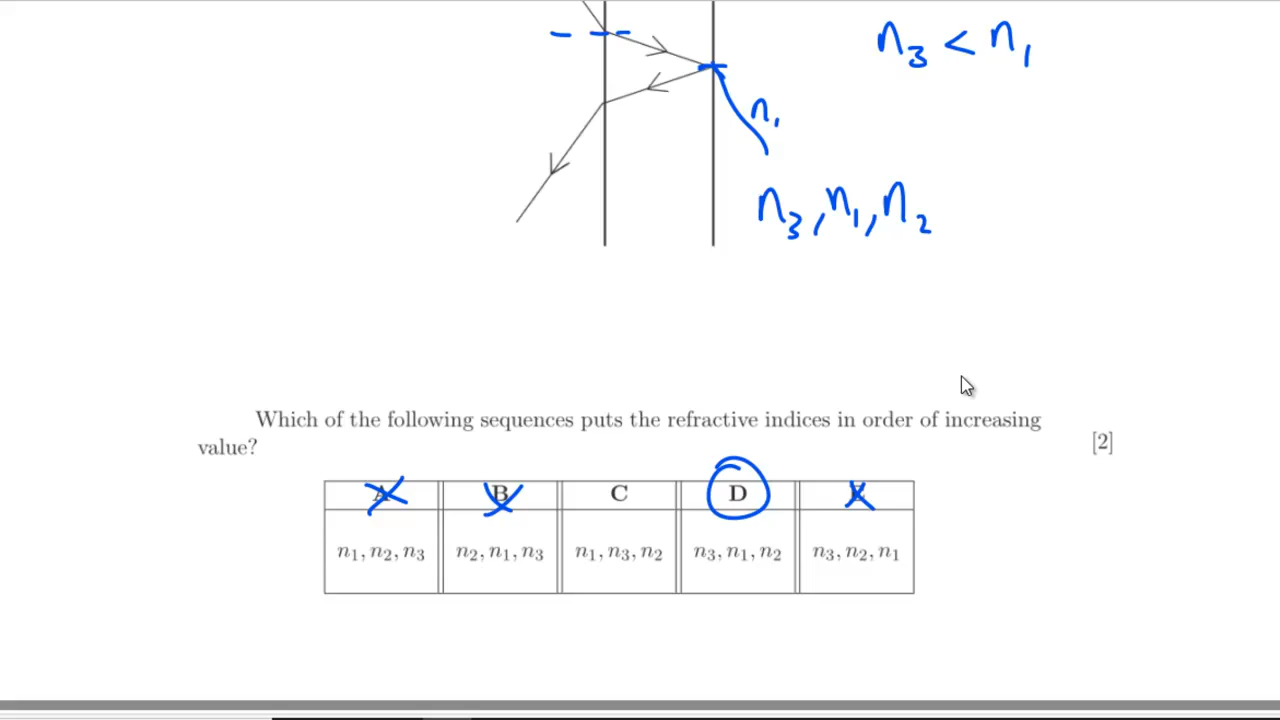 n₃ < n₁
n₁
n₃, n₁, n₂
Which of the following sequences puts the refractive indices in order of increasing
value? [2]
A B C D E
n₁, n₂, n₃ n₂, n₁, n₃ n₁, n₃, n₂ n₃, n₁, n₂ n₃, n₂, n₁